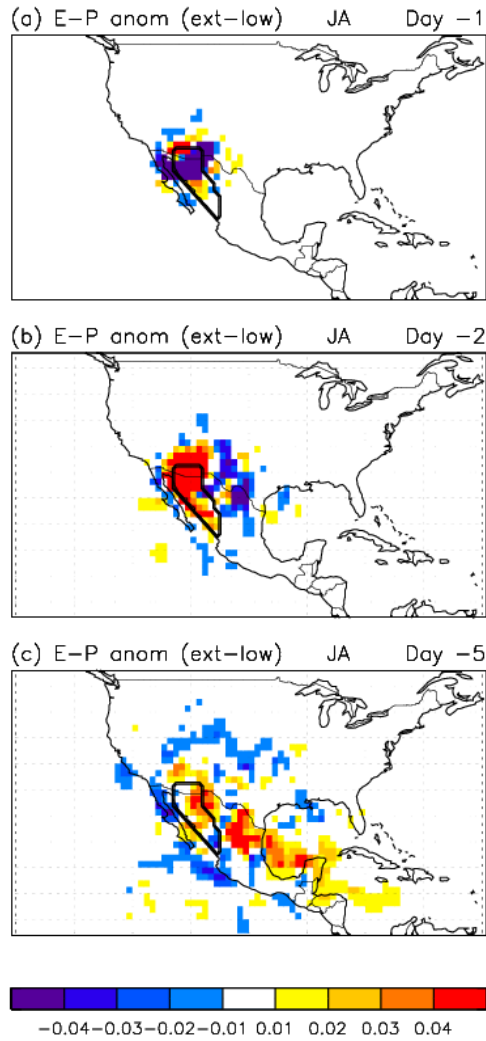 (a) E-P anom (ext-low) JA Day -1
(b) E-P anom (ext-low) JA Day -2
(c) E-P anom (ext-low) JA Day -5
-0.04 -0.03 -0.02 -0.01 0.01 0.02 0.03 0.04